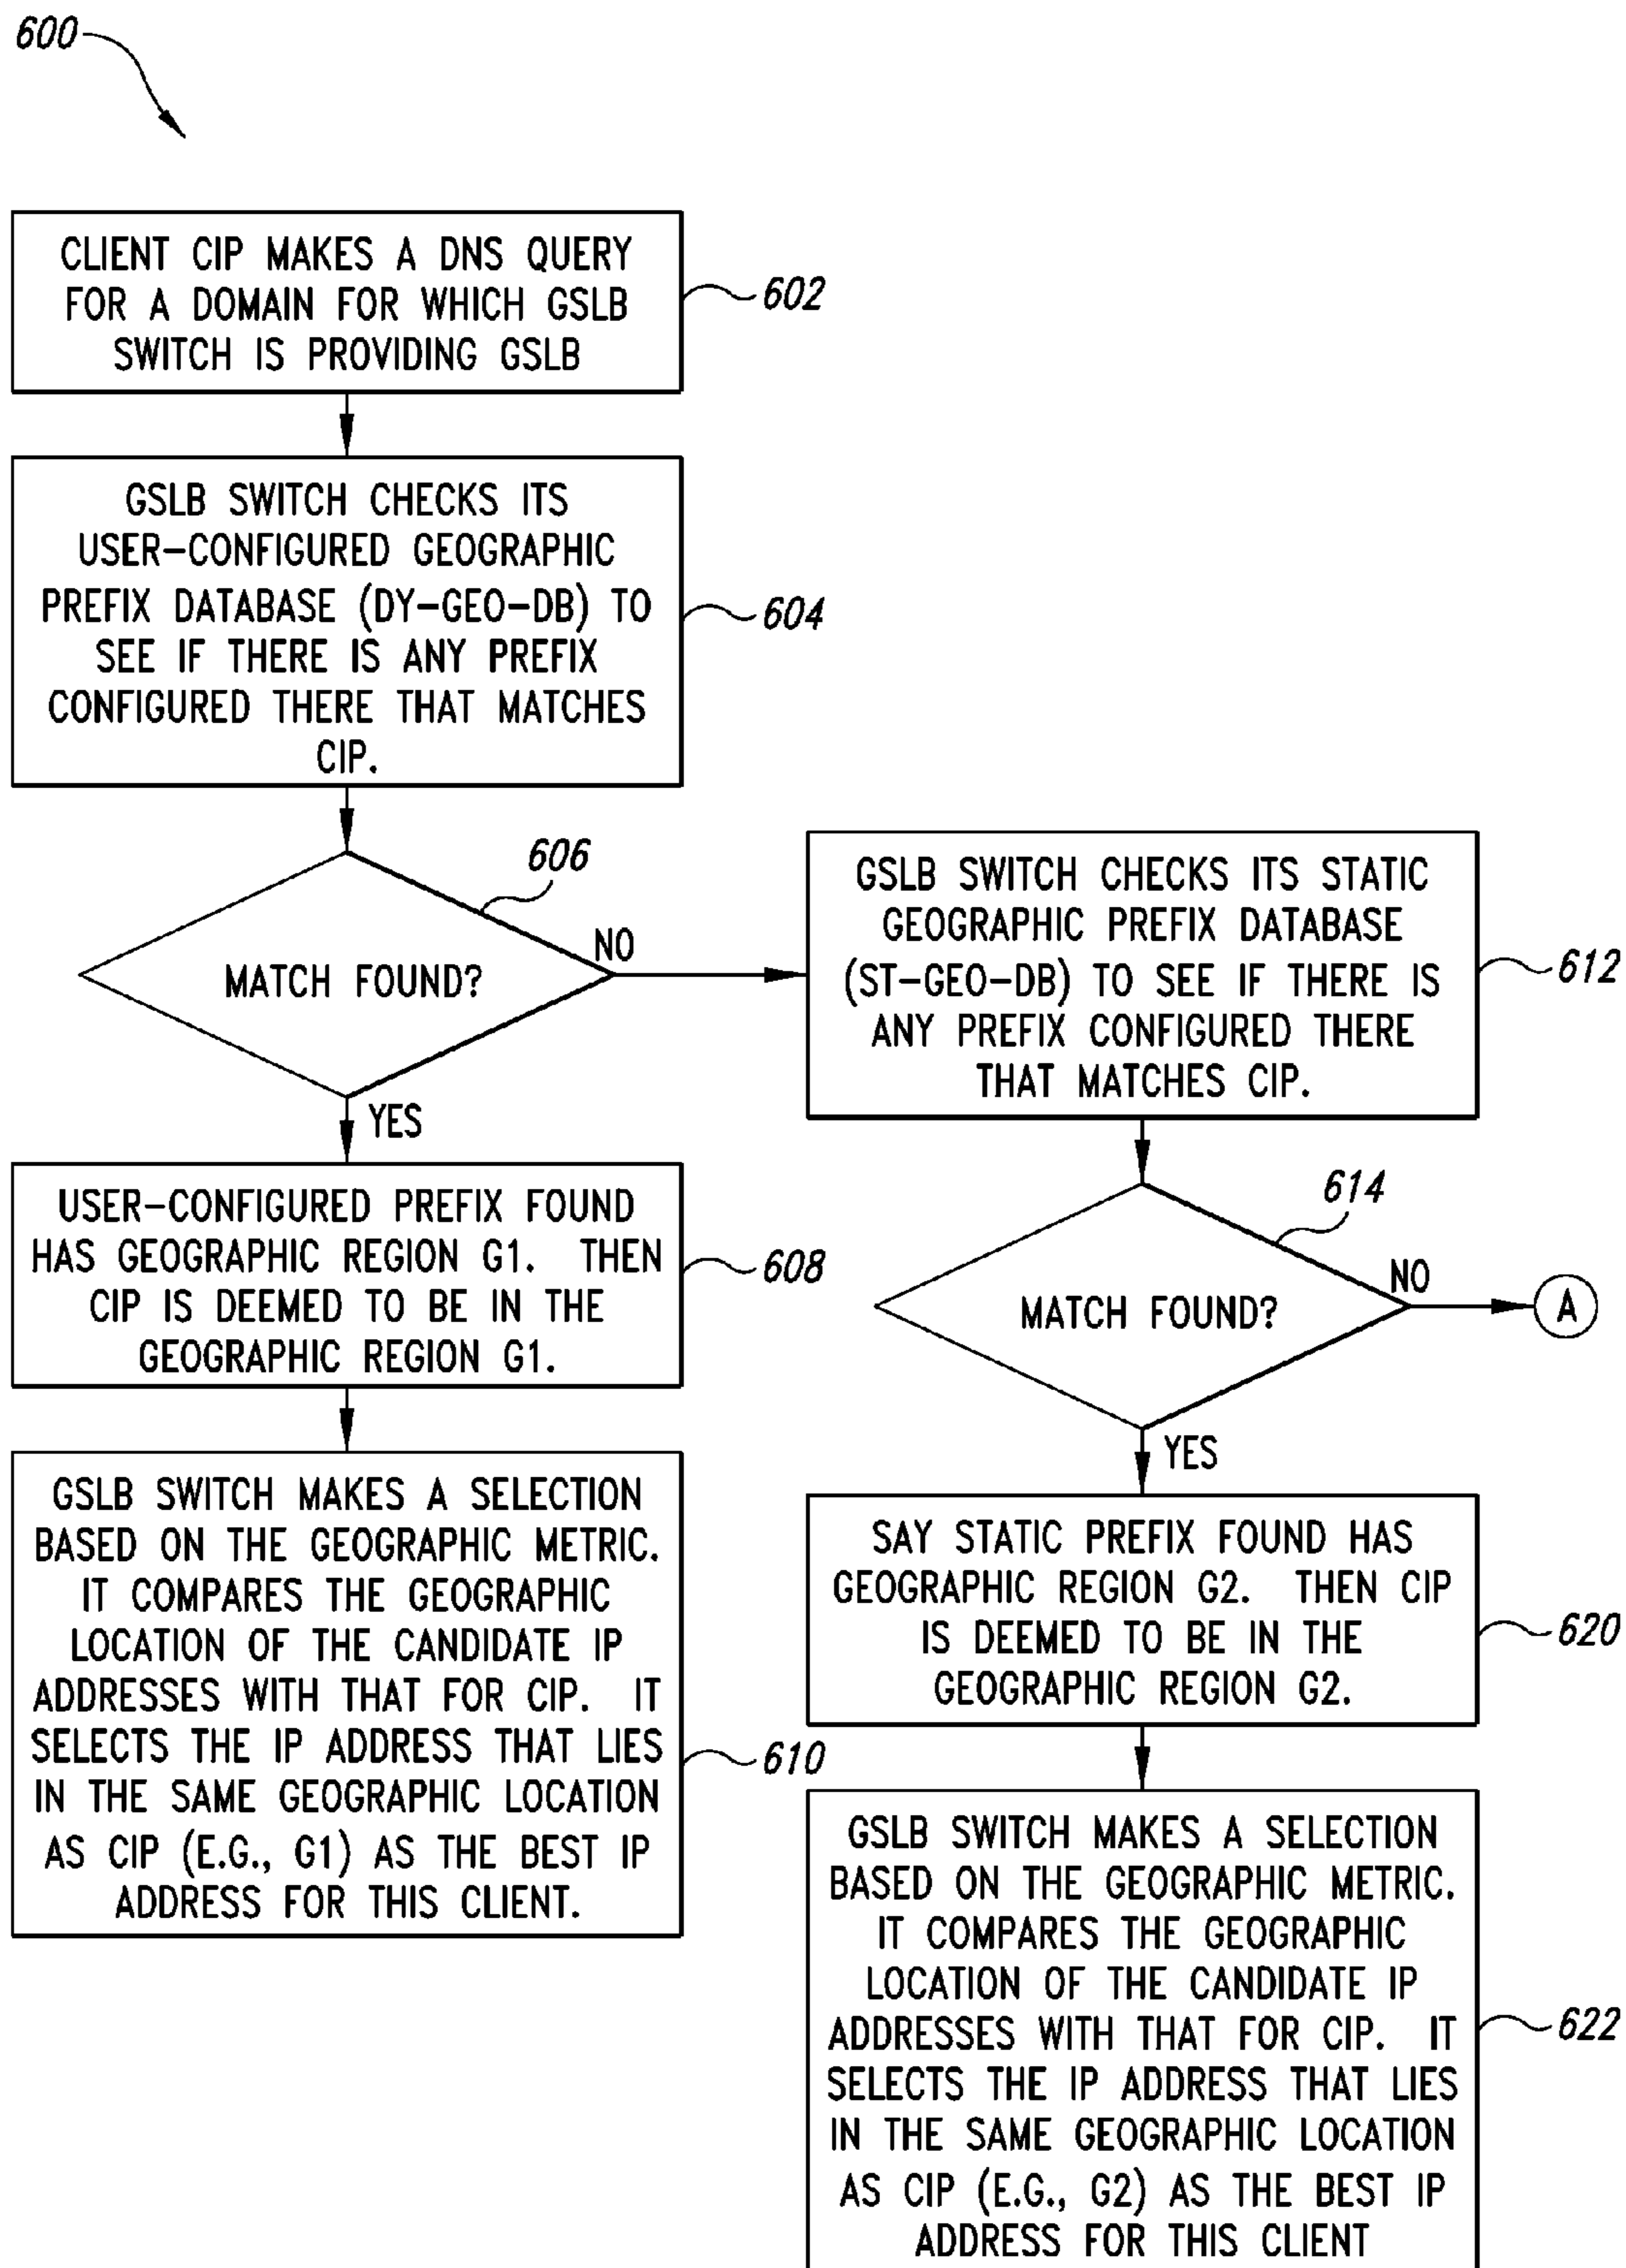 600
CLIENT CIP MAKES A DNS QUERY
FOR A DOMAIN FOR WHICH GSLB
SWITCH IS PROVIDING GSLB
602
GSLB SWITCH CHECKS ITS
USER-CONFIGURED GEOGRAPHIC
PREFIX DATABASE (DY-GEO-DB) TO
SEE IF THERE IS ANY PREFIX
CONFIGURED THERE THAT MATCHES
CIP.
604
606
MATCH FOUND?
NO
YES
USER-CONFIGURED PREFIX FOUND
HAS GEOGRAPHIC REGION G1. THEN
CIP IS DEEMED TO BE IN THE
GEOGRAPHIC REGION G1.
608
GSLB SWITCH MAKES A SELECTION
BASED ON THE GEOGRAPHIC METRIC.
IT COMPARES THE GEOGRAPHIC
LOCATION OF THE CANDIDATE IP
ADDRESSES WITH THAT FOR CIP. IT
SELECTS THE IP ADDRESS THAT LIES
IN THE SAME GEOGRAPHIC LOCATION
AS CIP (E.G., G1) AS THE BEST IP
ADDRESS FOR THIS CLIENT.
610
GSLB SWITCH CHECKS ITS STATIC
GEOGRAPHIC PREFIX DATABASE
(ST-GEO-DB) TO SEE IF THERE IS
ANY PREFIX CONFIGURED THERE
THAT MATCHES CIP.
612
614
MATCH FOUND?
NO
A
YES
SAY STATIC PREFIX FOUND HAS
GEOGRAPHIC REGION G2. THEN CIP
IS DEEMED TO BE IN THE
GEOGRAPHIC REGION G2.
620
GSLB SWITCH MAKES A SELECTION
BASED ON THE GEOGRAPHIC METRIC.
IT COMPARES THE GEOGRAPHIC
LOCATION OF THE CANDIDATE IP
ADDRESSES WITH THAT FOR CIP. IT
SELECTS THE IP ADDRESS THAT LIES
IN THE SAME GEOGRAPHIC LOCATION
AS CIP (E.G., G2) AS THE BEST IP
ADDRESS FOR THIS CLIENT
622